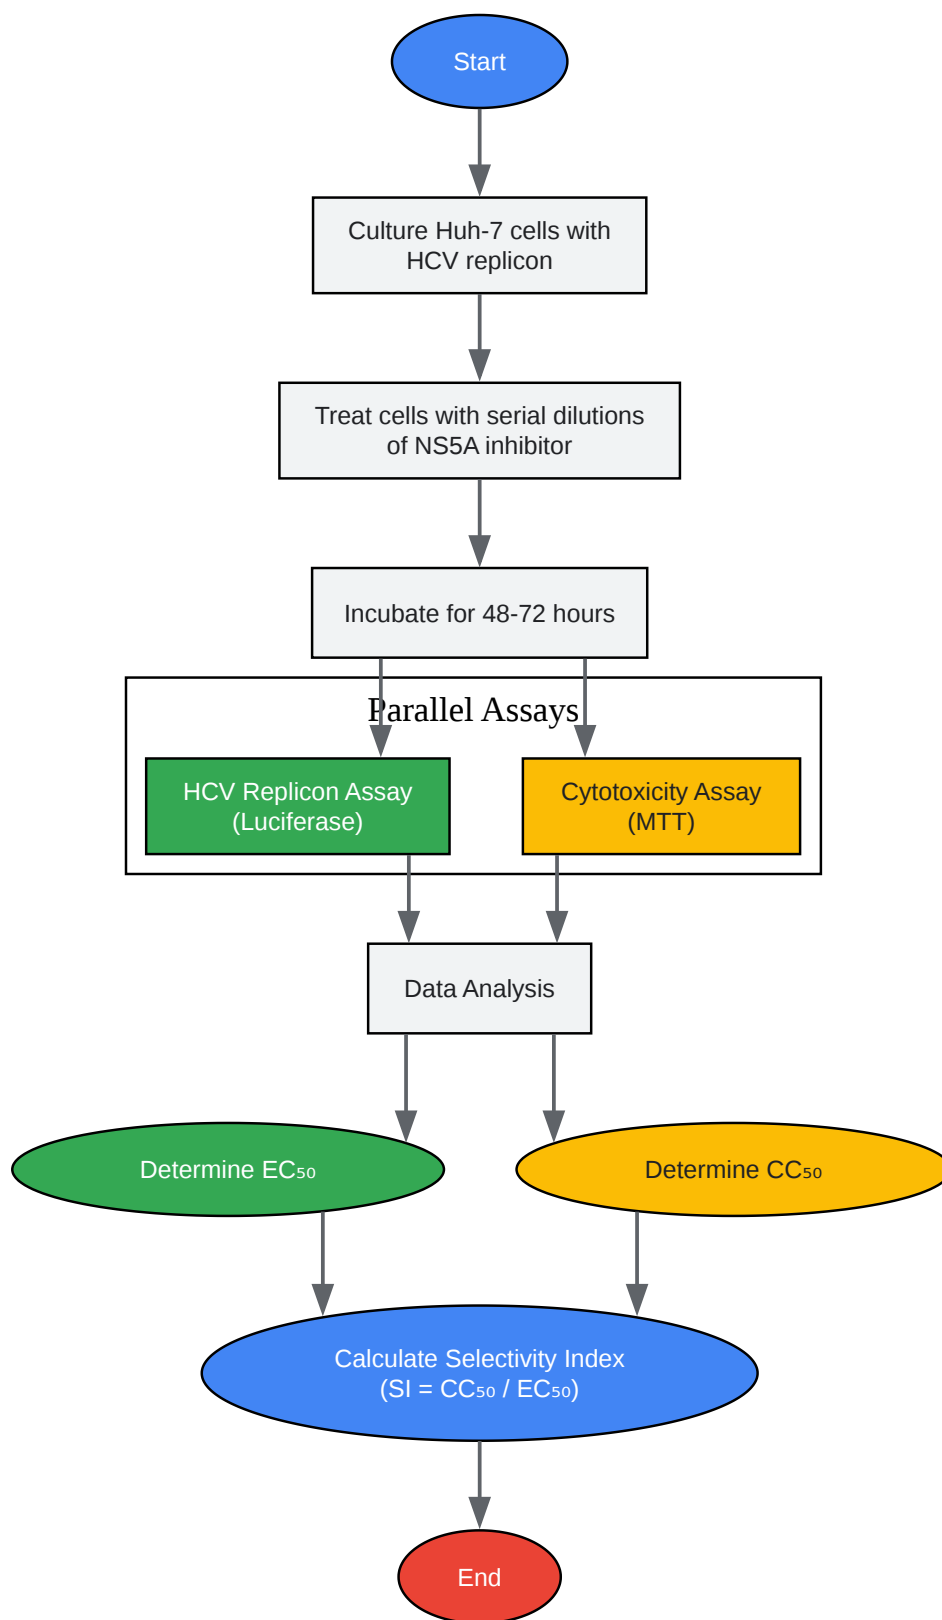 Start
Culture Huh-7 cells with
HCV replicon
Treat cells with serial dilutions
of NS5A inhibitor
Incubate for 48-72 hours
Parallel Assays
HCV Replicon Assay
(Luciferase)
Cytotoxicity Assay
(MTT)
Data Analysis
Determine EC₅₀
Determine CC₅₀
Calculate Selectivity Index
(SI = CC₅₀ / EC₅₀)
End